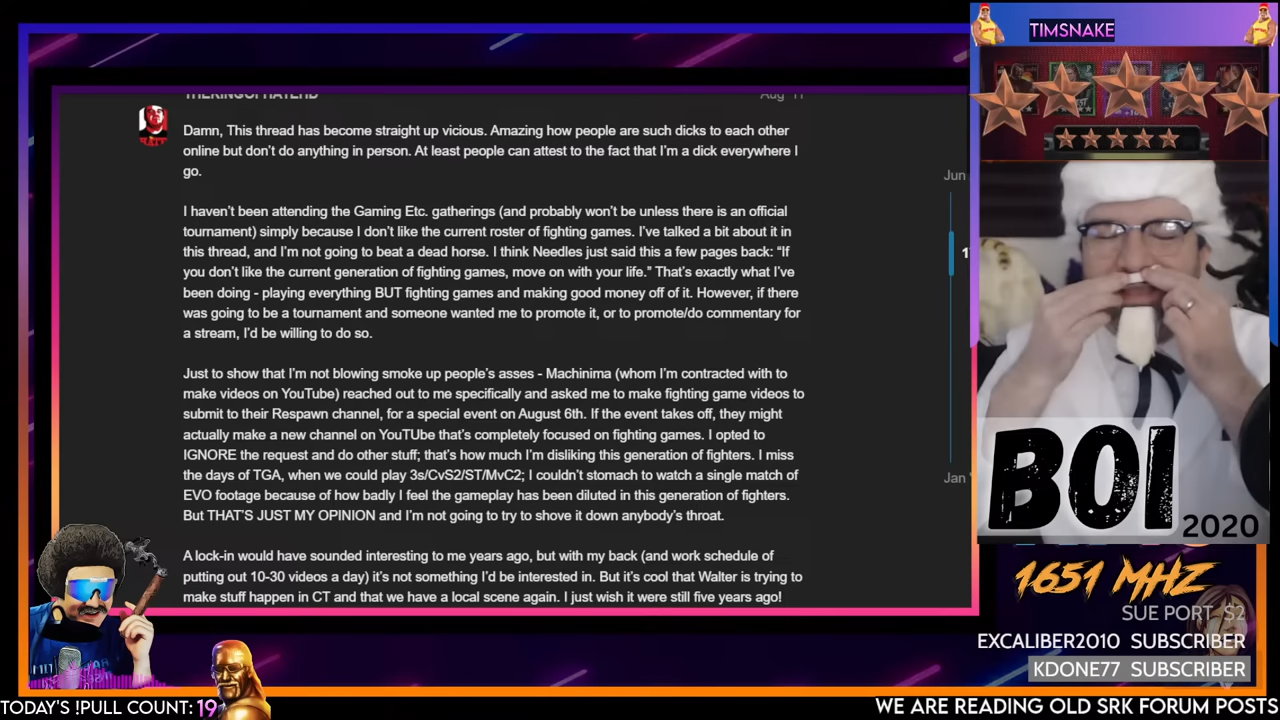 TIMSNAKE
THEKINGOFHATEHD
Aug
Damn, This thread has become straight up vicious. Amazing how people are such dicks to each other
online but don’t do anything in person. At least people can attest to the fact that I’m a dick everywhere I
go.
Jun
I haven’t been attending the Gaming Etc. gatherings (and probably won’t be unless there is an official
tournament) simply because I don’t like the current roster of fighting games. I’ve talked a bit about it in
this thread, and I’m not going to beat a dead horse. I think Needles just said this a few pages back: “If
you don’t like the current generation of fighting games, move on with your life.” That’s exactly what I’ve
been doing - playing everything BUT fighting games and making good money off of it. However, if there
was going to be a tournament and someone wanted me to promote it, or to promote/do commentary for
a stream, I’d be willing to do so.
Just to show that I’m not blowing smoke up people’s asses - Machinima (whom I’m contracted with to
make videos on YouTube) reached out to me specifically and asked me to make fighting game videos to
submit to their Respawn channel, for a special event on August 6th. If the event takes off, they might
actually make a new channel on YouTUbe that’s completely focused on fighting games. I opted to
IGNORE the request and do other stuff; that’s how much I’m disliking this generation of fighters. I miss
the days of TGA, when we could play 3s/CvS2/ST/MvC2; I couldn’t stomach to watch a single match of
EVO footage because of how badly I feel the gameplay has been diluted in this generation of fighters.
But THAT’S JUST MY OPINION and I’m not going to try to shove it down anybody’s throat.
Jan
A lock-in would have sounded interesting to me years ago, but with my back (and work schedule of
putting out 10-30 videos a day) it’s not something I’d be interested in. But it’s cool that Walter is trying to
make stuff happen in CT and that we have a local scene again. I just wish it were still five years ago!
BOI
2020
1651 MHZ
SUE PORT $2
EXCALIBER2010 SUBSCRIBER
KDONE77 SUBSCRIBER
TODAY'S !PULL COUNT: 19
WE ARE READING OLD SRK FORUM POSTS